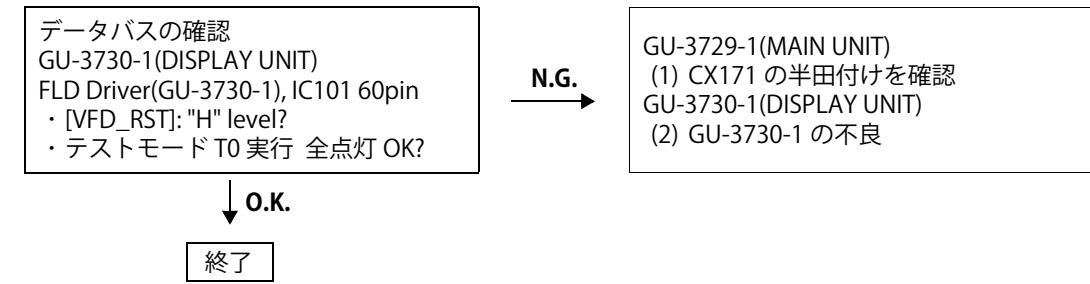 データバスの確認
GU-3730-1(DISPLAY UNIT)
FLD Driver(GU-3730-1), IC101 60pin
・[VFD_RST]: "H" level?
・テストモード T0 実行 全点灯 OK?
N.G.
GU-3729-1(MAIN UNIT)
(1) CX171 の半田付けを確認
GU-3730-1(DISPLAY UNIT)
(2) GU-3730-1 の不良
O.K.
終了